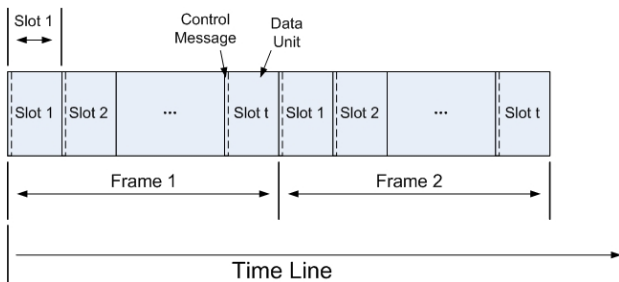 Slot 1
Control
Message
Data
Unit
Slot 1
Slot 2
...
Slot t
Slot 1
Slot 2
...
Slot t
Frame 1
Frame 2
Time Line